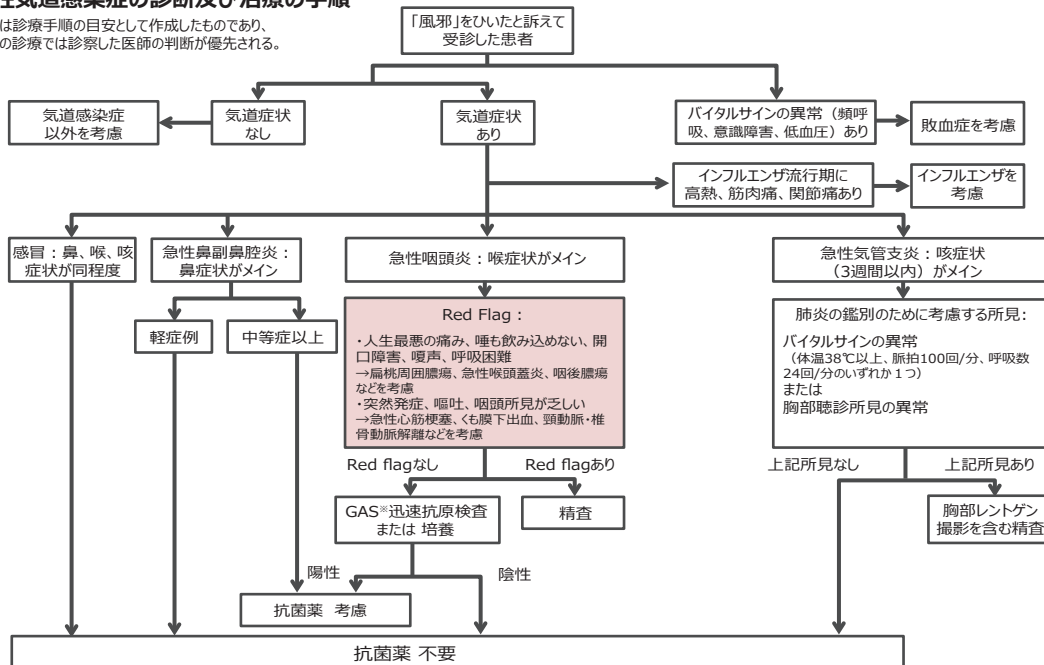 性気道感染症の診断及び治療の手順
は診療手順の目安として作成したものであり、
の診療では診察した医師の判断が優先される。
「風邪」をひいたと訴えて
受診した患者
気道感染症
以外を考慮
気道症状
なし
気道症状
あり
バイタルサインの異常（頻呼
吸、意識障害、低血圧）あり
敗血症を考慮
インフルエンザ流行期に
高熱、筋肉痛、関節痛あり
インフルエンザを
考慮
感冒：鼻、喉、咳
症状が同程度
急性鼻副鼻腔炎：
鼻症状がメイン
急性咽頭炎：喉症状がメイン
急性気管支炎：咳症状
（3週間以内）がメイン
軽症例
中等症以上
Red Flag：
・人生最悪の痛み、唾も飲み込めない、開
口障害、嗄声、呼吸困難
→扁桃周囲膿瘍、急性喉頭蓋炎、咽後膿瘍
などを考慮
・突然発症、嘔吐、咽頭所見が乏しい
→急性心筋梗塞、くも膜下出血、頸動脈・椎
骨動脈解離などを考慮
肺炎の鑑別のために考慮する所見：
バイタルサインの異常
（体温38℃以上、脈拍100回/分、呼吸数
24回/分のいずれか１つ）
または
胸部聴診所見の異常
Red flagなし
Red flagあり
上記所見なし
上記所見あり
GAS※迅速抗原検査
または 培養
精査
胸部レントゲン
撮影を含む精査
陽性
陰性
抗菌薬 考慮
抗菌薬 不要